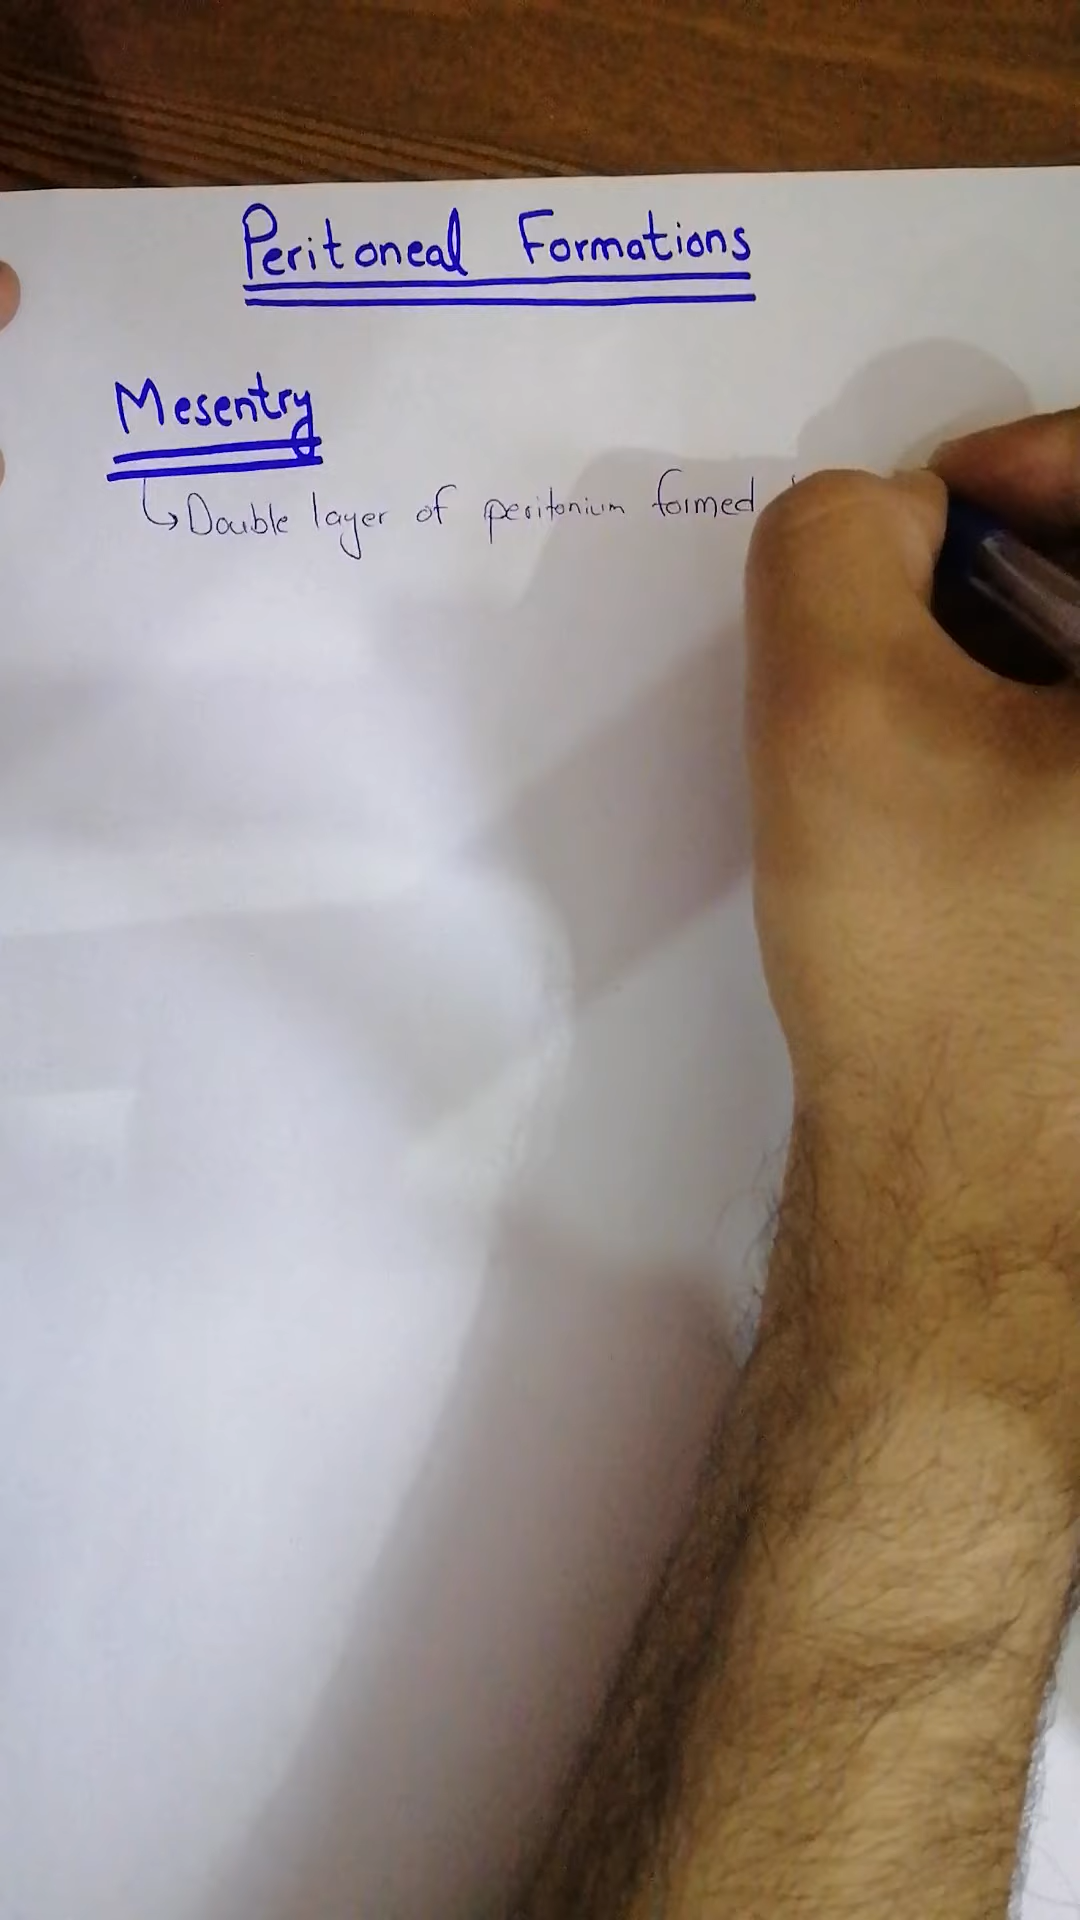 Peritoneal Formations
Mesentry
Double layer of peritonium formed